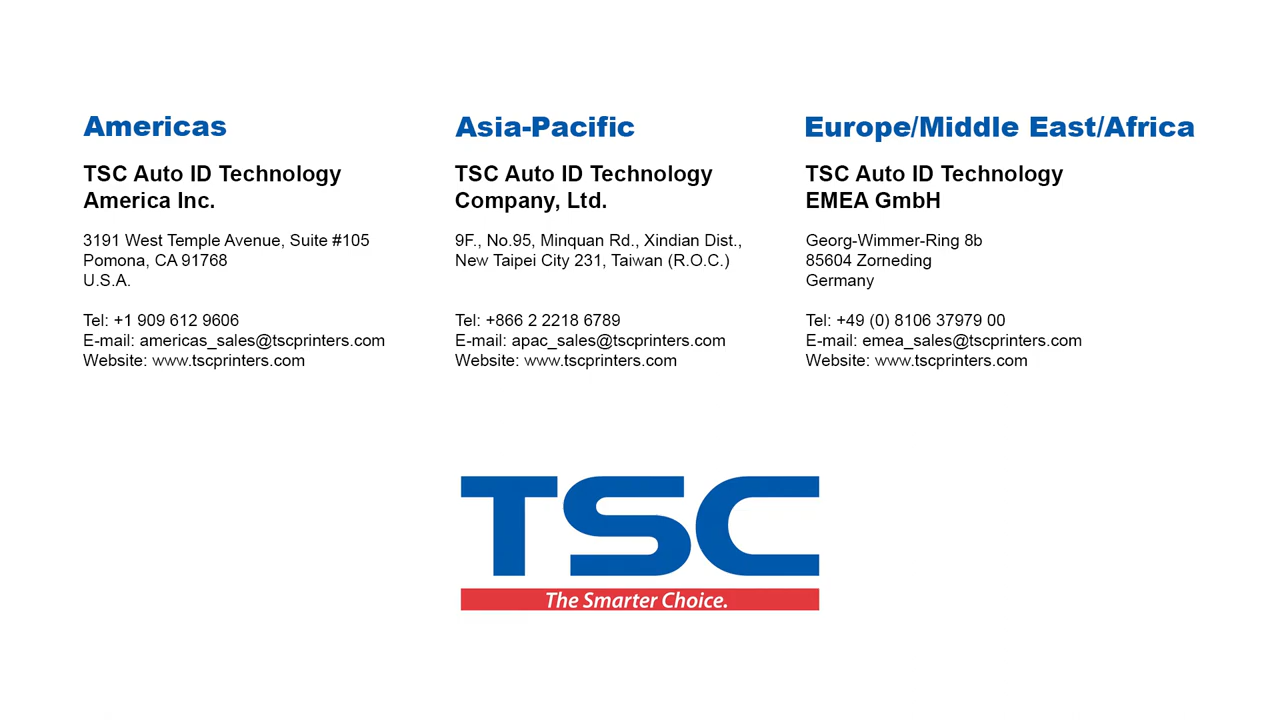 Americas
TSC Auto ID Technology
America Inc.
3191 West Temple Avenue, Suite #105
Pomona, CA 91768
U.S.A.
Tel: +1 909 612 9606
E-mail: americas_sales@tscprinters.com
Website: www.tscprinters.com
Asia-Pacific
TSC Auto ID Technology
Company, Ltd.
9F., No.95, Minquan Rd., Xindian Dist.,
New Taipei City 231, Taiwan (R.O.C.)
Tel: +866 2 2218 6789
E-mail: apac_sales@tscprinters.com
Website: www.tscprinters.com
Europe/Middle East/Africa
TSC Auto ID Technology
EMEA GmbH
Georg-Wimmer-Ring 8b
85604 Zorneding
Germany
Tel: +49 (0) 8106 37979 00
E-mail: emea_sales@tscprinters.com
Website: www.tscprinters.com
TSC
The Smarter Choice.